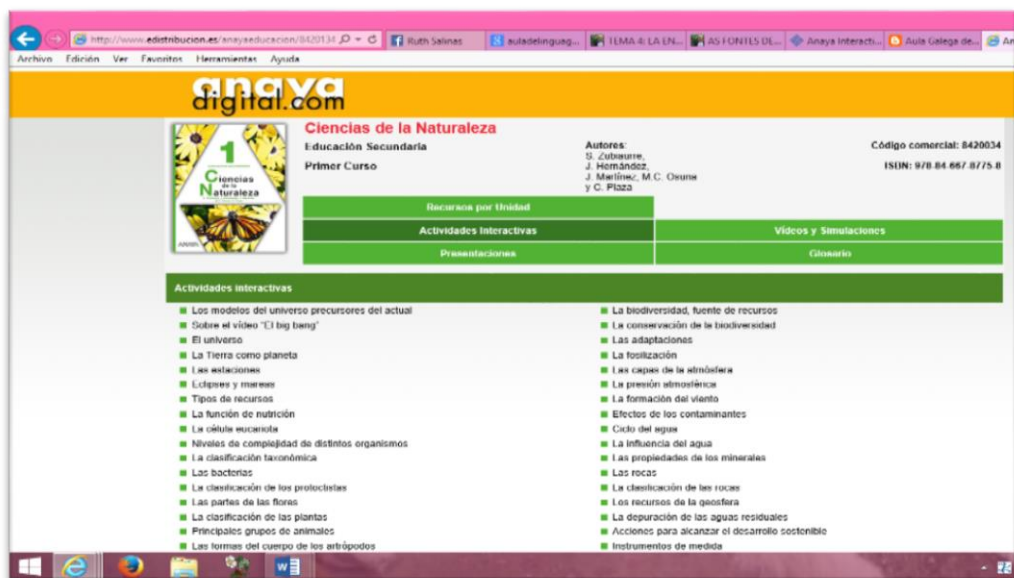 http://www.edistribucion.es/anayaeducacion/8420134
Ruth Salinas
auladelinguag...
TEMA 4: LA EN...
AS FONTES DE...
Anaya Interacti...
Aula Galega de...
An
Archivo Edición Ver Favoritos Herramientas Ayuda
anaya
digital.com
Ciencias de la Naturaleza
Educación Secundaria
Primer Curso
Autores:
S. Zubiaurre,
J. Hernández,
J. Martínez, M.C. Osuna
y C. Plaza
Código comercial: 8420034
ISBN: 978-84-667-8775-8
1
Ciencias
de la
Naturaleza
Recursos por Unidad
Actividades Interactivas
Vídeos y Simulaciones
Presentaciones
Glosario
Actividades interactivas
Los modelos del universo precursores del actual
Sobre el vídeo "El big bang"
El universo
La Tierra como planeta
Las estaciones
Eclipses y mareas
Tipos de recursos
La función de nutrición
La célula eucariota
Niveles de complejidad de distintos organismos
La clasificación taxonómica
Las bacterias
La clasificación de los protoctistas
Las partes de las flores
La clasificación de las plantas
Principales grupos de animales
Las formas del cuerpo de los artrópodos
La biodiversidad, fuente de recursos
La conservación de la biodiversidad
Las adaptaciones
La fosilización
Las capas de la atmósfera
La presión atmosférica
La formación del viento
Efectos de los contaminantes
Ciclo del agua
La influencia del agua
Las propiedades de los minerales
Las rocas
La clasificación de las rocas
Los recursos de la geosfera
La depuración de las aguas residuales
Acciones para alcanzar el desarrollo sostenible
Instrumentos de medida